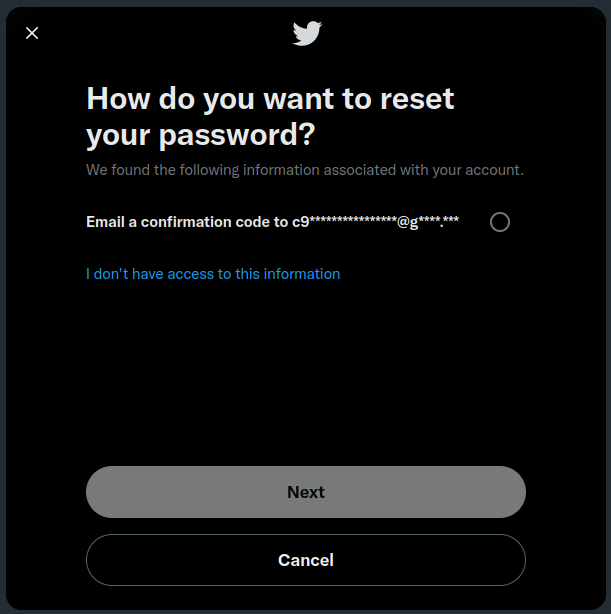 How do you want to reset
your password?
We found the following information associated with your account.
Email a confirmation code to c9****************@g****.***
I don't have access to this information
Next
Cancel